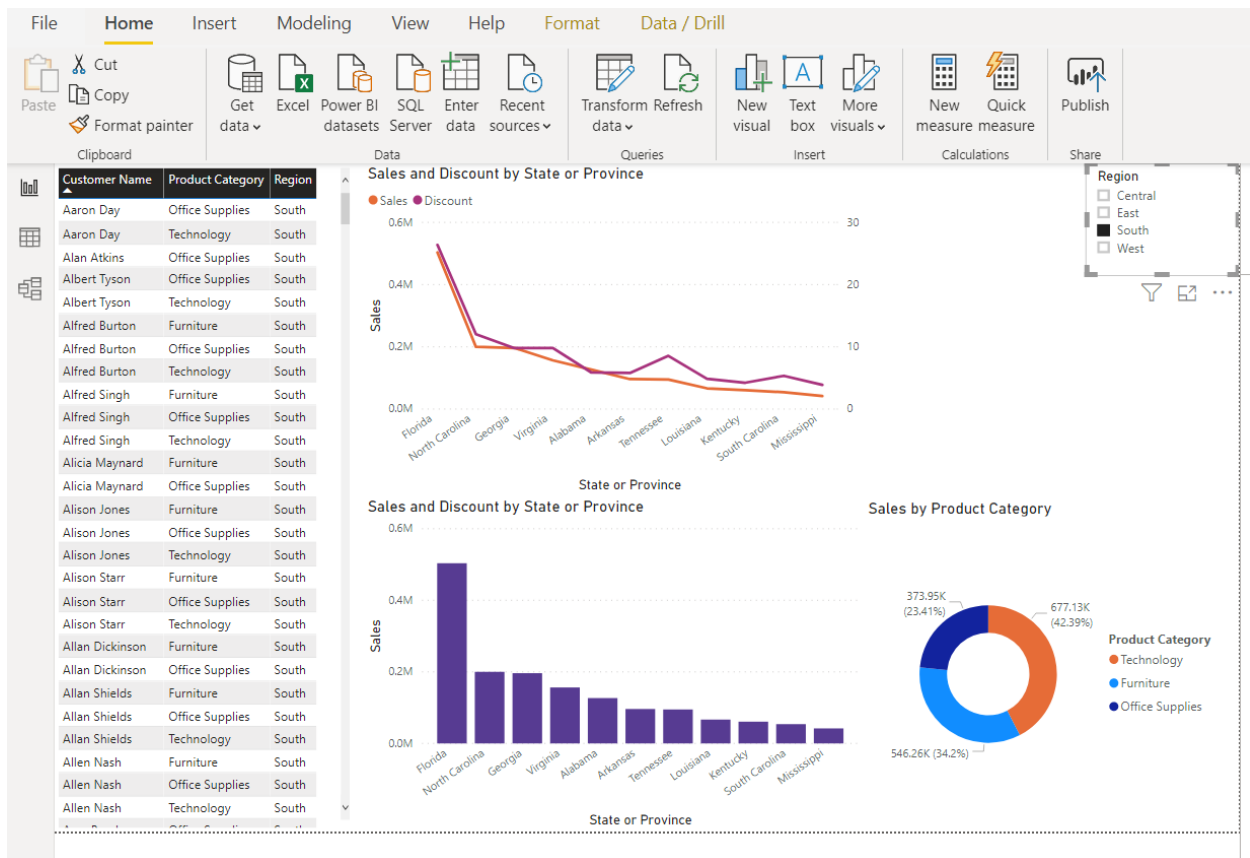 File Home Insert Modeling View Help Format Data / Drill
Paste
Cut
Copy
Format painter
Clipboard
Get data
Excel
Power BI datasets
SQL Server
Enter data
Recent sources
Data
Transform data
Refresh
Queries
New visual
Text box
More visuals
Insert
New measure
Quick measure
Calculations
Publish
Share
Customer Name Product Category Region
Aaron Day Office Supplies South
Aaron Day Technology South
Alan Atkins Office Supplies South
Albert Tyson Office Supplies South
Albert Tyson Technology South
Alfred Burton Furniture South
Alfred Burton Office Supplies South
Alfred Burton Technology South
Alfred Singh Furniture South
Alfred Singh Office Supplies South
Alfred Singh Technology South
Alicia Maynard Furniture South
Alicia Maynard Office Supplies South
Alison Jones Furniture South
Alison Jones Office Supplies South
Alison Jones Technology South
Alison Starr Furniture South
Alison Starr Office Supplies South
Alison Starr Technology South
Allan Dickinson Furniture South
Allan Dickinson Office Supplies South
Allan Shields Furniture South
Allan Shields Office Supplies South
Allan Shields Technology South
Allen Nash Furniture South
Allen Nash Office Supplies South
Allen Nash Technology South
Sales and Discount by State or Province
Sales Discount
0.6M 30
0.4M 20
0.2M 10
0.0M 0
Sales
Florida North Carolina Georgia Virginia Alabama Arkansas Tennessee Louisiana Kentucky South Carolina Mississippi
State or Province
Region
Central
East
South
West
Sales and Discount by State or Province
0.6M
0.4M
0.2M
0.0M
Sales
Florida North Carolina Georgia Virginia Alabama Arkansas Tennessee Louisiana Kentucky South Carolina Mississippi
State or Province
Sales by Product Category
373.95K
(23.41%)
677.13K
(42.39%)
546.26K (34.2%)
Product Category
Technology
Furniture
Office Supplies